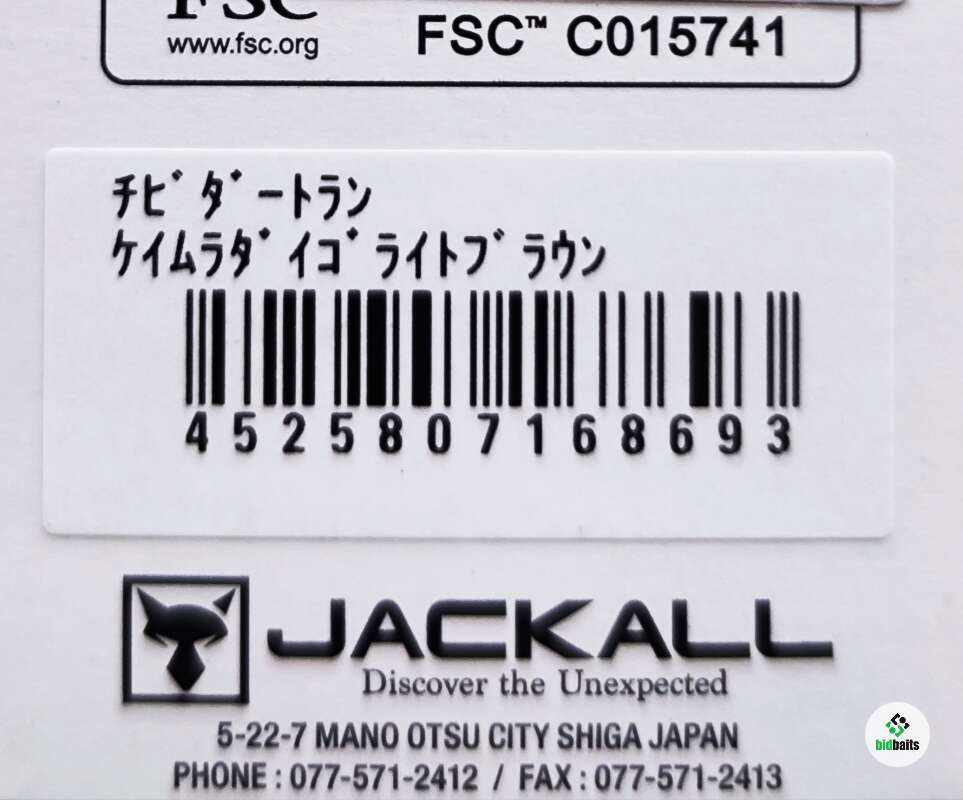 FSC
www.fsc.org
FSC™ C015741
ﾁﾋﾞﾀﾞｰﾄﾗﾝ
ｹｲﾑﾗﾀﾞｲｺﾞﾗｲﾄﾌﾞﾗｳﾝ
4525807168693
JACKALL
Discover the Unexpected
5-22-7 MANO OTSU CITY SHIGA JAPAN
PHONE : 077-571-2412 / FAX : 077-571-2413
bidbaits